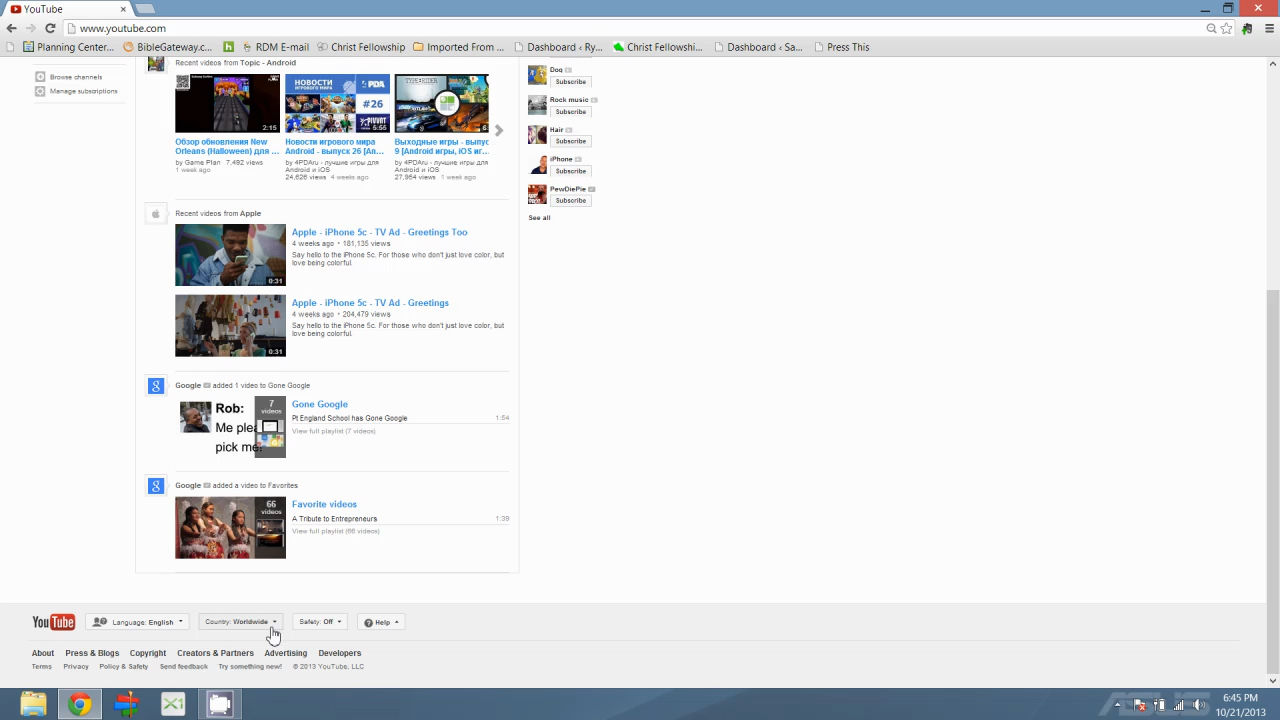 YouTube
www.youtube.com
Planning Center...
BibleGateway.c...
h
RDM E-mail
Christ Fellowship
Imported From ...
Dashboard ‹ Ry...
Christ Fellowshi...
Dashboard ‹ Sa...
Press This
Browse channels
Manage subscriptions
Recent videos from Topic - Android
2:15
НОВОСТИ
ИГРОВОГО МИРА
PDA
#26
5:55
TYPE:RIDER
Обзор обновления New
Orleans (Halloween) для ...
by Game Plan 7,492 views
1 week ago
Новости игрового мира
Android - выпуск 26 [An...
by 4PDAru - лучшие игры для
Android и iOS
24,626 views 4 weeks ago
Выходные игры - выпус
9 [Android игры, iOS иг...
by 4PDAru - лучшие игры для
Android и iOS
27,954 views 1 week ago
Recent videos from Apple
0:31
Apple - iPhone 5c - TV Ad - Greetings Too
4 weeks ago • 181,135 views
Say hello to the iPhone 5c. For those who don't just love color, but
love being colorful.
0:31
Apple - iPhone 5c - TV Ad - Greetings
4 weeks ago • 204,479 views
Say hello to the iPhone 5c. For those who don't just love color, but
love being colorful.
g
Google added 1 video to Gone Google
Rob:
Me plea
pick me!
7
videos
Gone Google
Pt England School has Gone Google 1:54
View full playlist (7 videos)
g
Google added a video to Favorites
66
videos
Favorite videos
A Tribute to Entrepreneurs 1:39
View full playlist (66 videos)
Dog
Subscribe
Rock music
Subscribe
Hair
Subscribe
iPhone
Subscribe
PewDiePie
Subscribe
See all
YouTube
Language: English
Country: Worldwide
Safety: Off
Help
About Press & Blogs Copyright Creators & Partners Advertising Developers
Terms Privacy Policy & Safety Send feedback Try something new! © 2013 YouTube, LLC
6:45 PM
10/21/2013